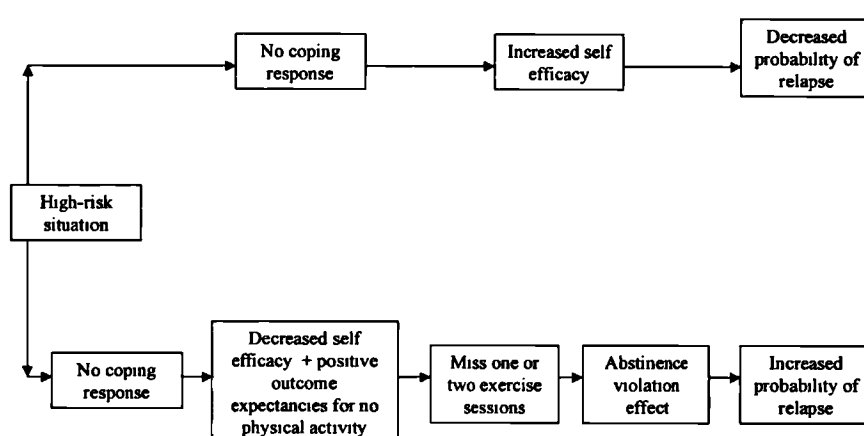 No coping
response
Increased self
efficacy
Decreased
probability of
relapse
High-risk
situation
No coping
response
Decreased self
efficacy + positive
outcome
expectancies for no
physical activity
Miss one or
two exercise
sessions
Abstinence
violation
effect
Increased
probability of
relapse